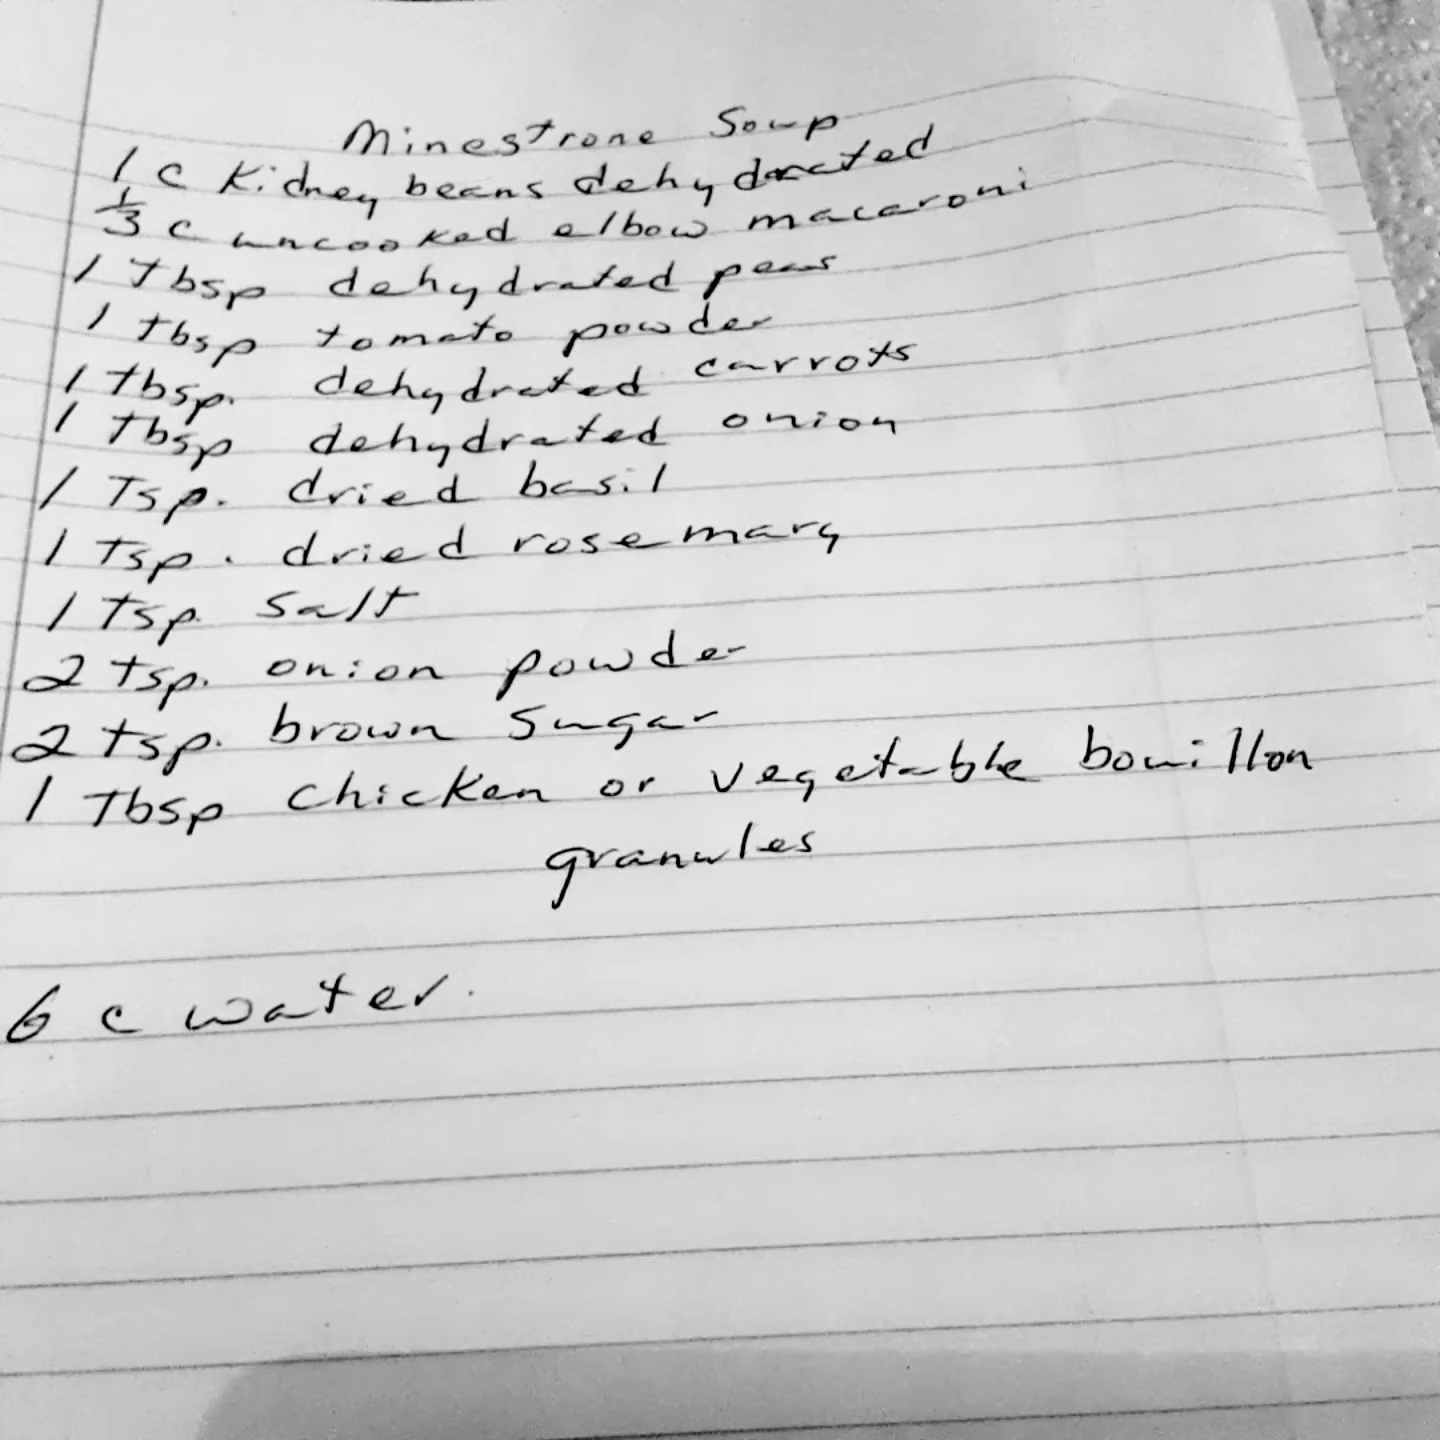 Minestrone Soup
1 c Kidney beans dehydrated
1/3 c uncooked elbow macaroni
1 Tbsp dehydrated peas
1 Tbsp tomato powder
1 Tbsp. dehydrated carrots
1 Tbsp dehydrated onion
1 Tsp. dried basil
1 Tsp. dried rosemary
1 Tsp. Salt
2 tsp. onion powder
2 tsp. brown Sugar
1 Tbsp Chicken or vegetable bouillon
granules
6 c water.